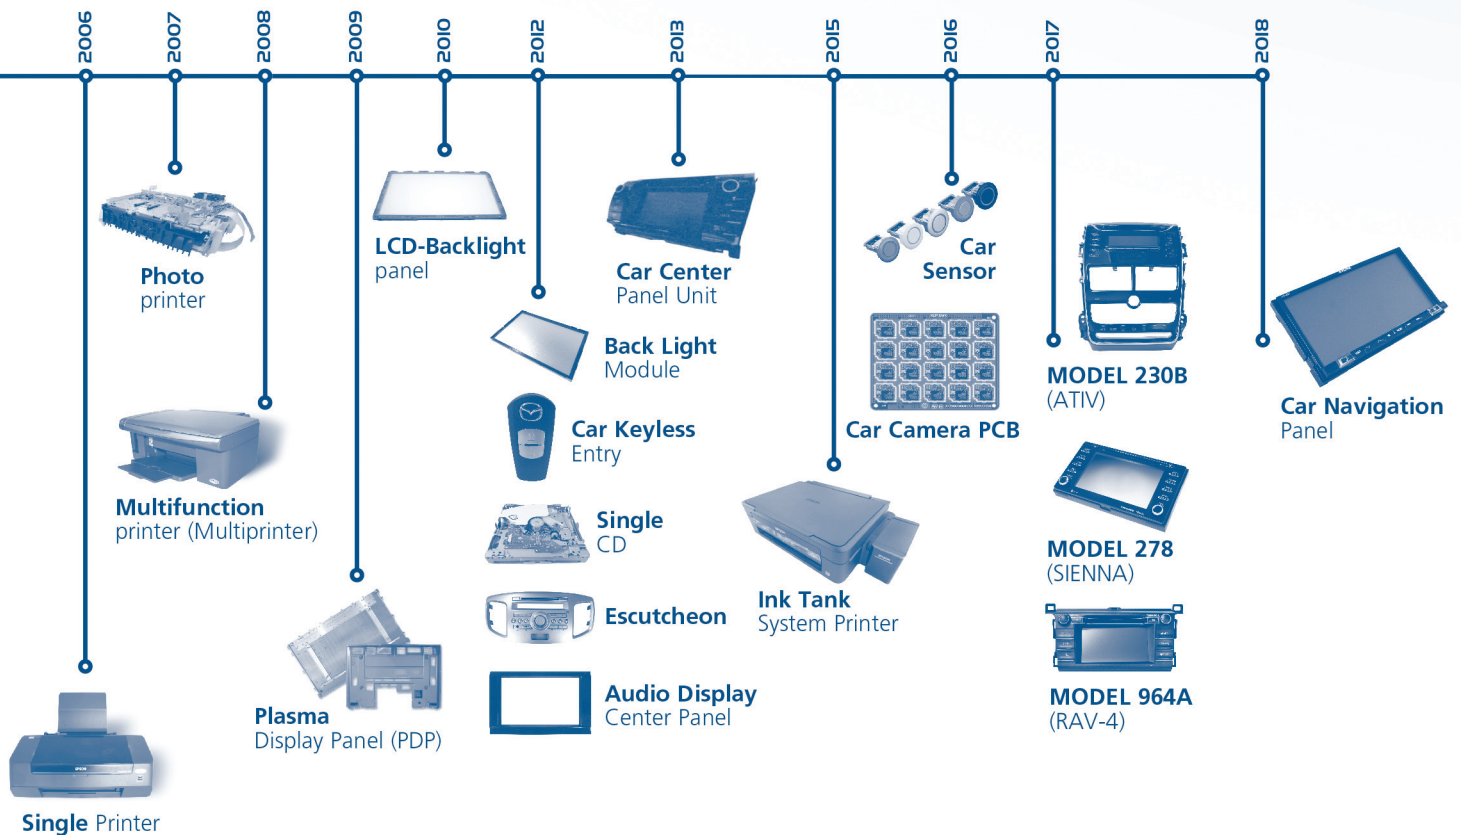 2006
2007
2008
2009
2010
2012
2013
2015
2016
2017
2018
Single Printer
Photo
printer
Multifunction
printer (Multiprinter)
Plasma
Display Panel (PDP)
LCD-Backlight
panel
Back Light
Module
Car Keyless
Entry
Single
CD
Escutcheon
Audio Display
Center Panel
Car Center
Panel Unit
Ink Tank
System Printer
Car
Sensor
Car Camera PCB
MODEL 230B
(ATIV)
MODEL 278
(SIENNA)
MODEL 964A
(RAV-4)
Car Navigation
Panel